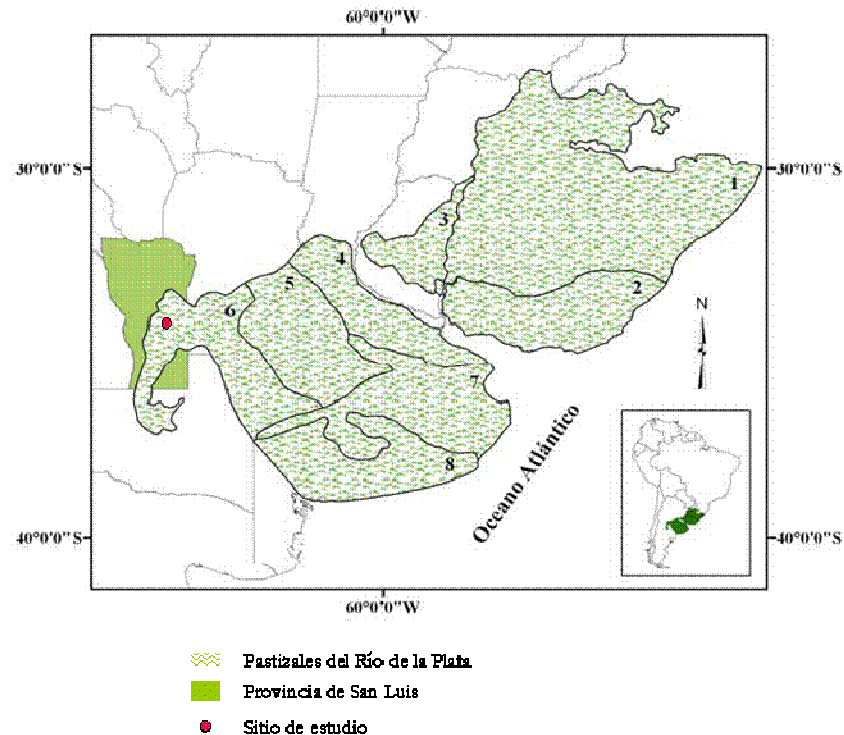 60°0'0"W
30°0'0"S
30°0'0"S
1
3
4
2
5
6
N
7
8
Oceano Atlántico
40°0'0"S
40°0'0"S
60°0'0"W
Pastizales del Río de la Plata
Provincia de San Luis
Sitio de estudio